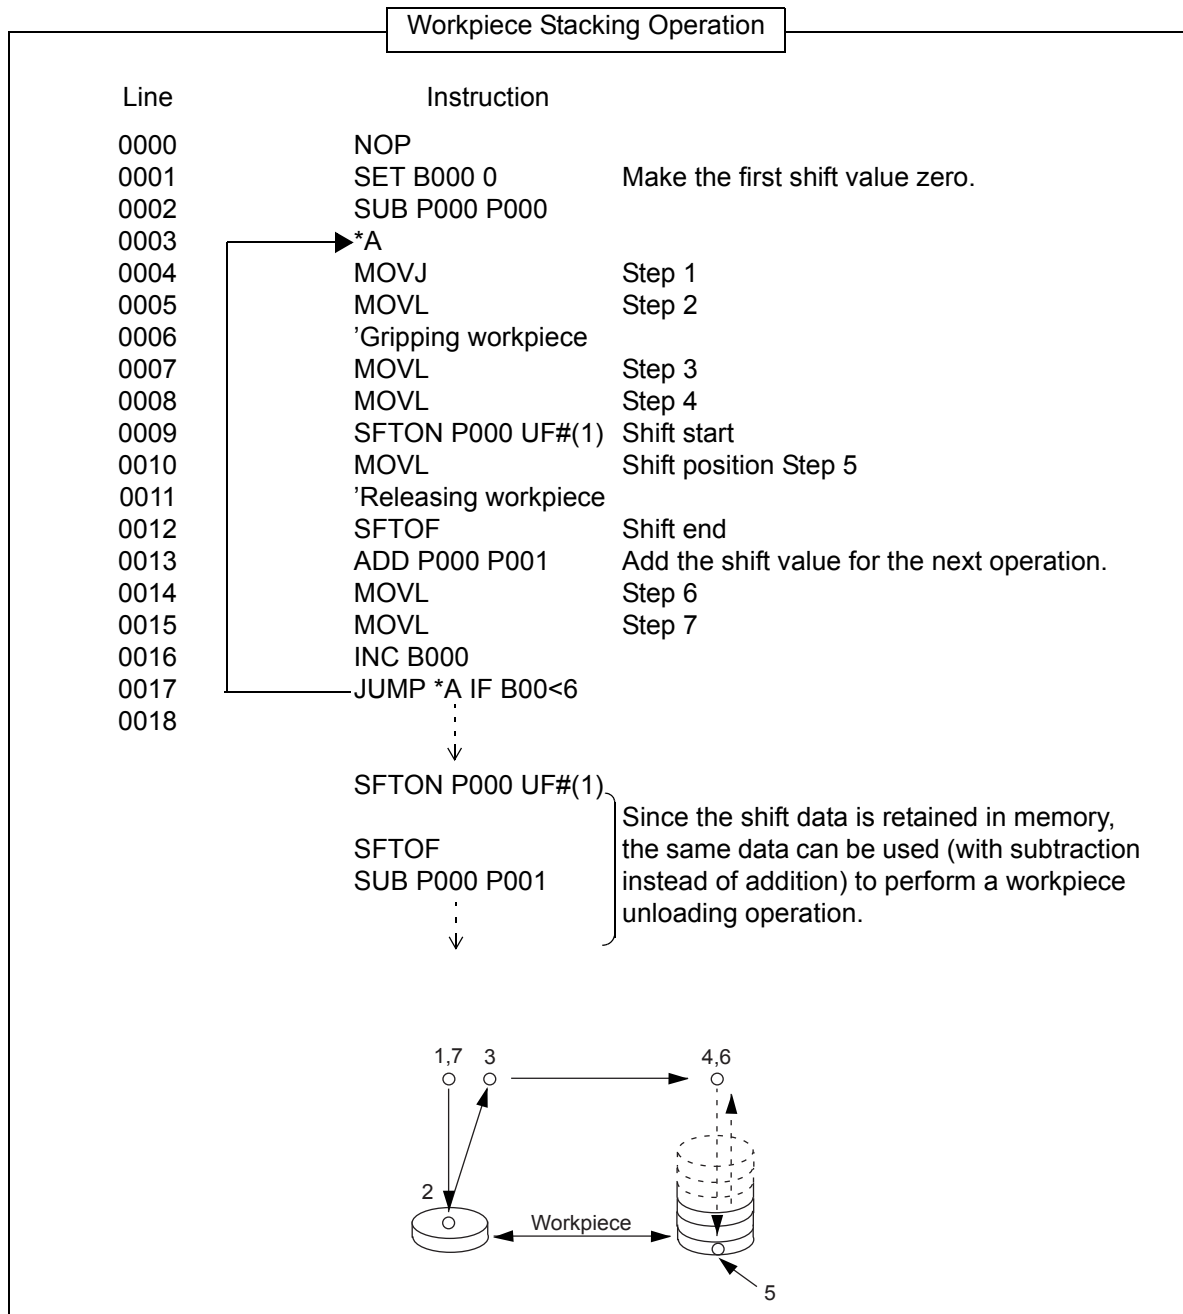 Workpiece Stacking Operation
Line Instruction
0000 NOP
0001 SET B000 0 Make the first shift value zero.
0002 SUB P000 P000
0003 *A
0004 MOVJ Step 1
0005 MOVL Step 2
0006 ’Gripping workpiece
0007 MOVL Step 3
0008 MOVL Step 4
0009 SFTON P000 UF#(1) Shift start
0010 MOVL Shift position Step 5
0011 ’Releasing workpiece
0012 SFTOF Shift end
0013 ADD P000 P001 Add the shift value for the next operation.
0014 MOVL Step 6
0015 MOVL Step 7
0016 INC B000
0017 JUMP *A IF B00<6
0018
SFTON P000 UF#(1)
Since the shift data is retained in memory,
SFTOF the same data can be used (with subtraction
SUB P000 P001 instead of addition) to perform a workpiece
unloading operation.
1,7 3 4,6
2
Workpiece
5